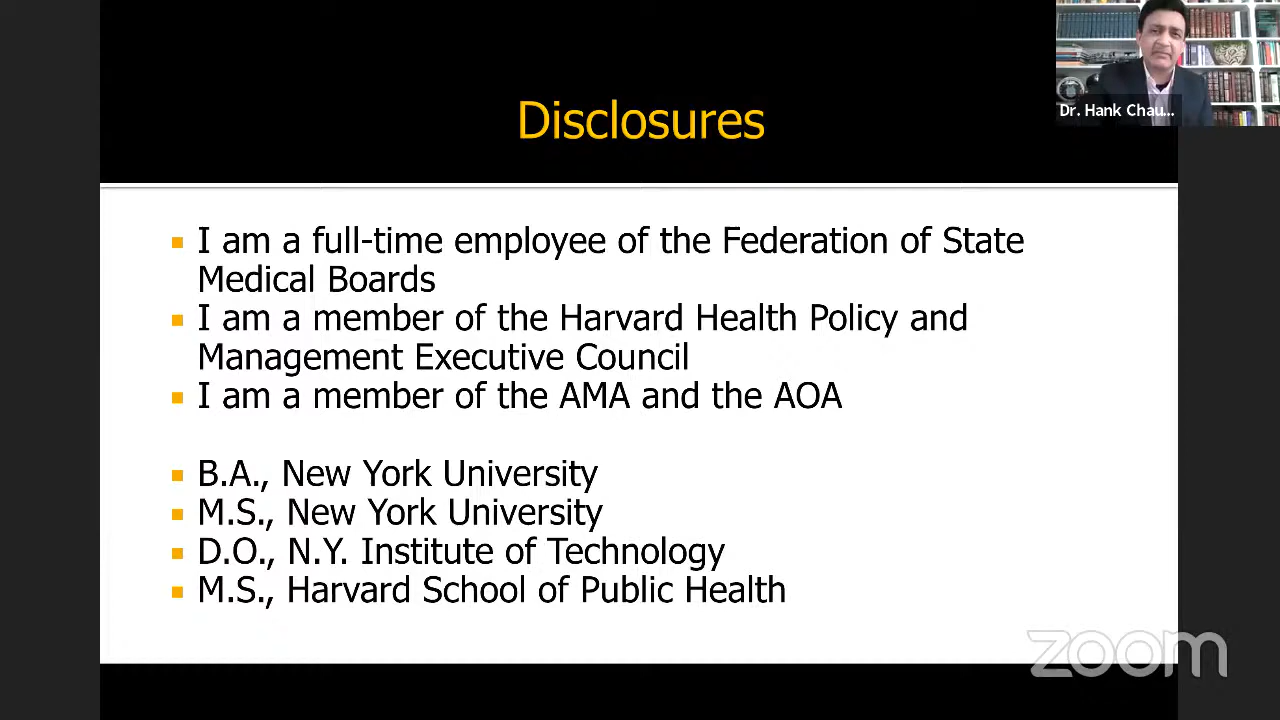 Disclosures
Dr. Hank Chau...
I am a full-time employee of the Federation of State
Medical Boards
I am a member of the Harvard Health Policy and
Management Executive Council
I am a member of the AMA and the AOA
B.A., New York University
M.S., New York University
D.O., N.Y. Institute of Technology
M.S., Harvard School of Public Health
zoom